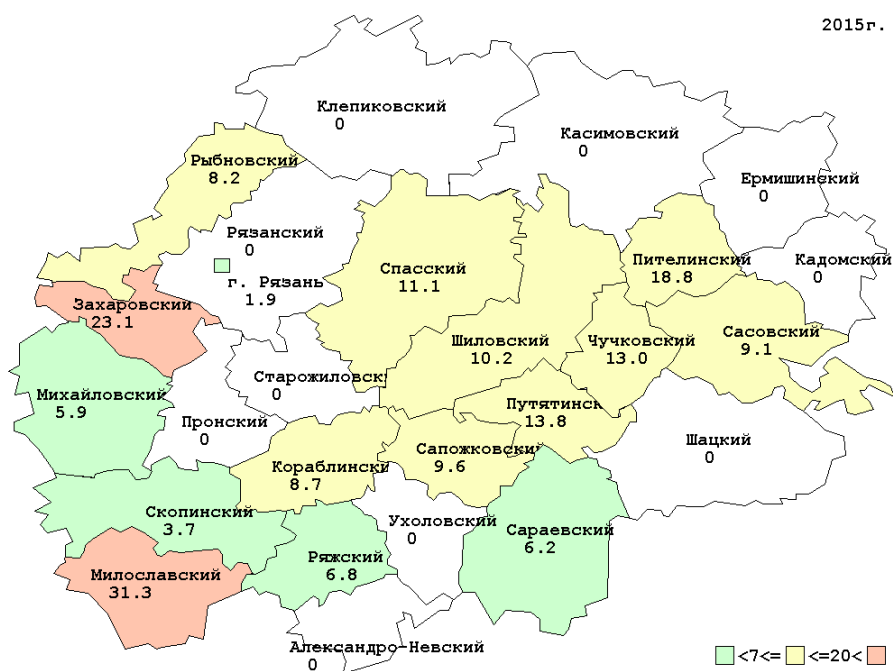 2015г.
Клепиковский
0
Касимовский
0
Рыбновский
8.2
Ермишинский
0
Рязанский
0
г. Рязань
1.9
Спасский
11.1
Пителинский
18.8
Кадомский
0
Захаровский
23.1
Шиловский
10.2
Чучковский
13.0
Сасовский
9.1
Старожиловск
0
Михайловский
5.9
Путятинск
13.8
Пронский
0
Шацкий
0
Сапожковский
9.6
Кораблински
8.7
Скопинский
3.7
Ухоловский
0
Сараевский
6.2
Ряжский
6.8
Милославский
31.3
Александро-Невский
0
<7<= <=20<